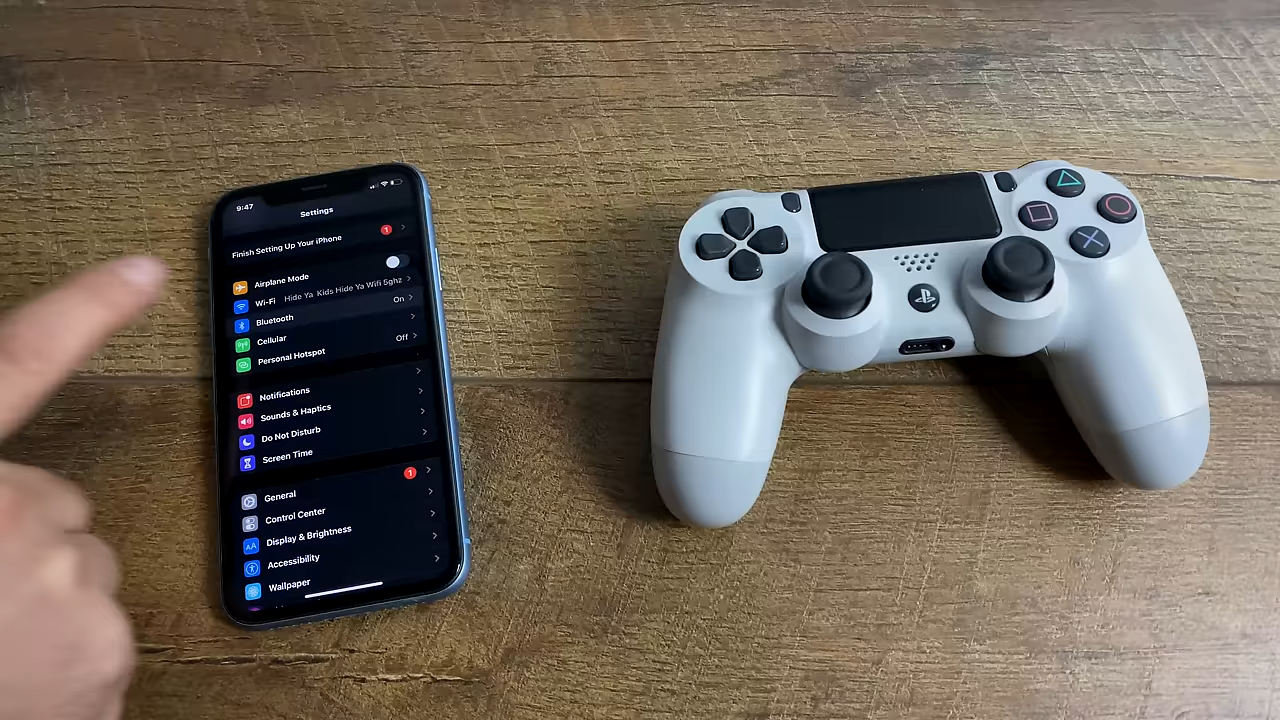 9:47
Settings
Finish Setting Up Your iPhone 1
Airplane Mode
Wi-Fi Hide Ya Kids Hide Ya Wifi 5ghz
Bluetooth On
Cellular
Personal Hotspot Off
Notifications
Sounds & Haptics
Do Not Disturb
Screen Time
General 1
Control Center
Display & Brightness
AA
Accessibility
Wallpaper